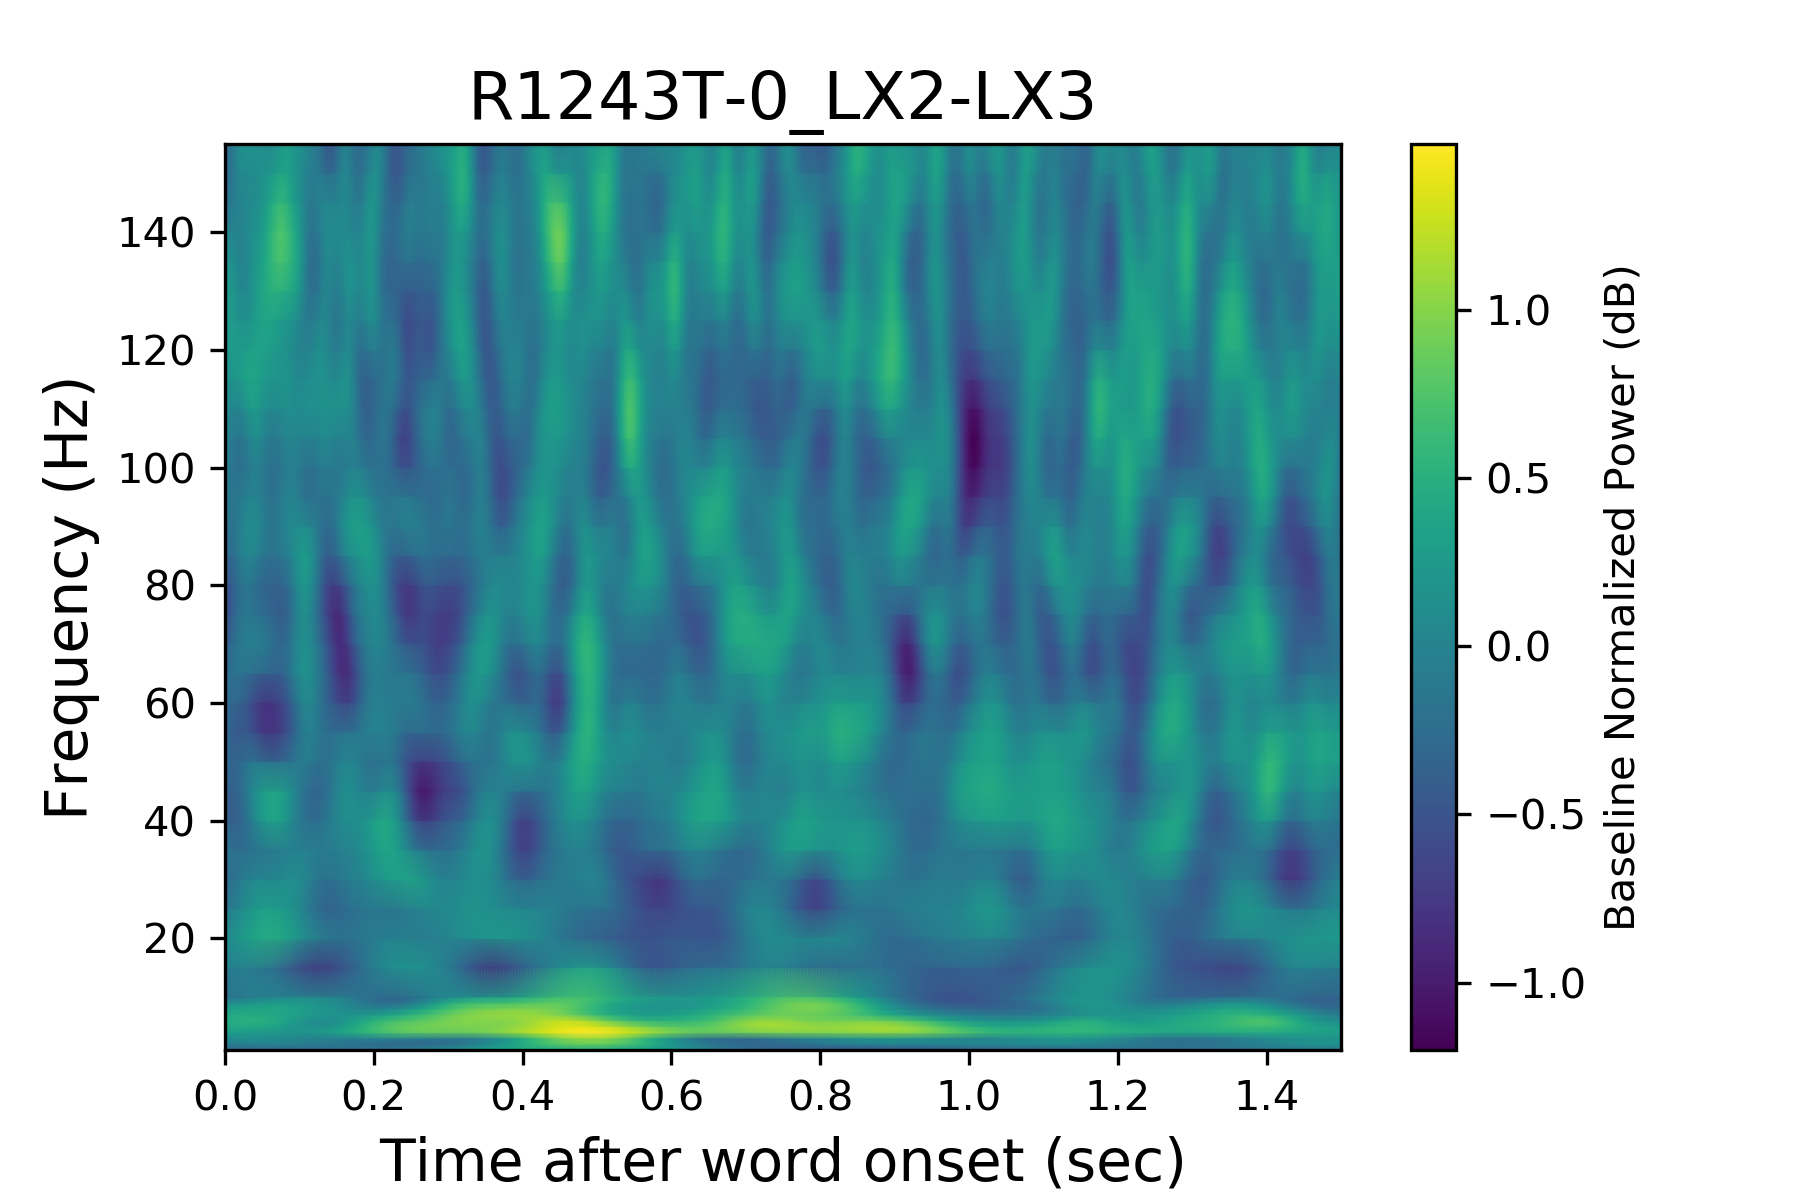 R1243T-0_LX2-LX3
140
120
100
80
60
40
20
Frequency (Hz)
0.0 0.2 0.4 0.6 0.8 1.0 1.2 1.4
Time after word onset (sec)
1.0
0.5
0.0
−0.5
−1.0
Baseline Normalized Power (dB)